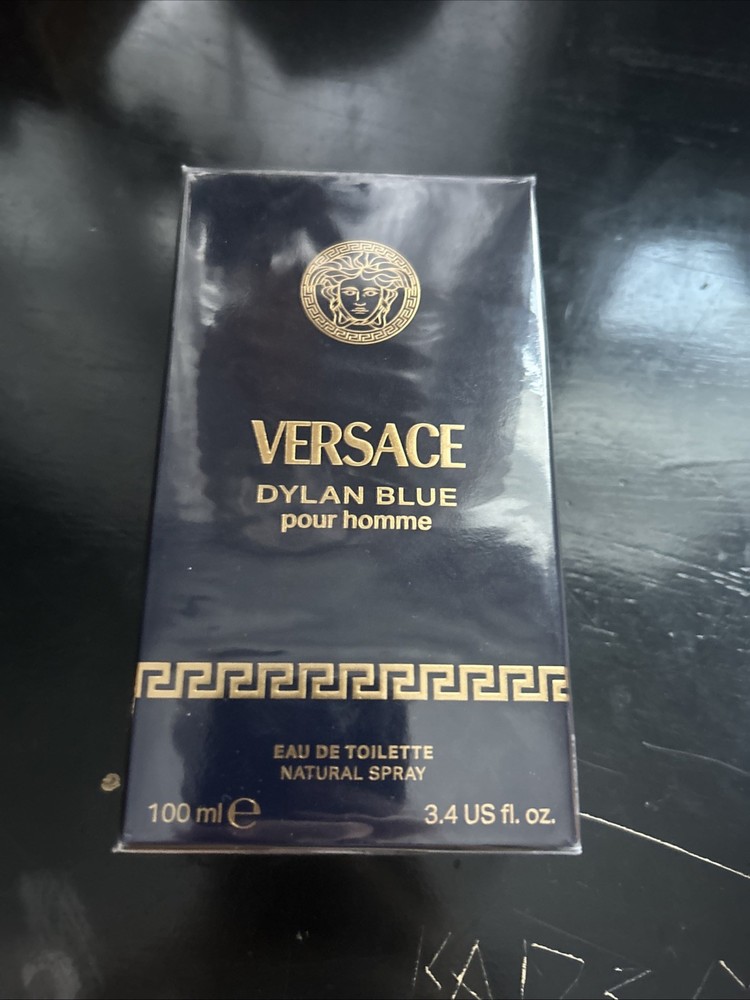 VERSACE
DYLAN BLUE
pour homme
EAU DE TOILETTE
NATURAL SPRAY
100 ml ℮ 3.4 US fl. oz.